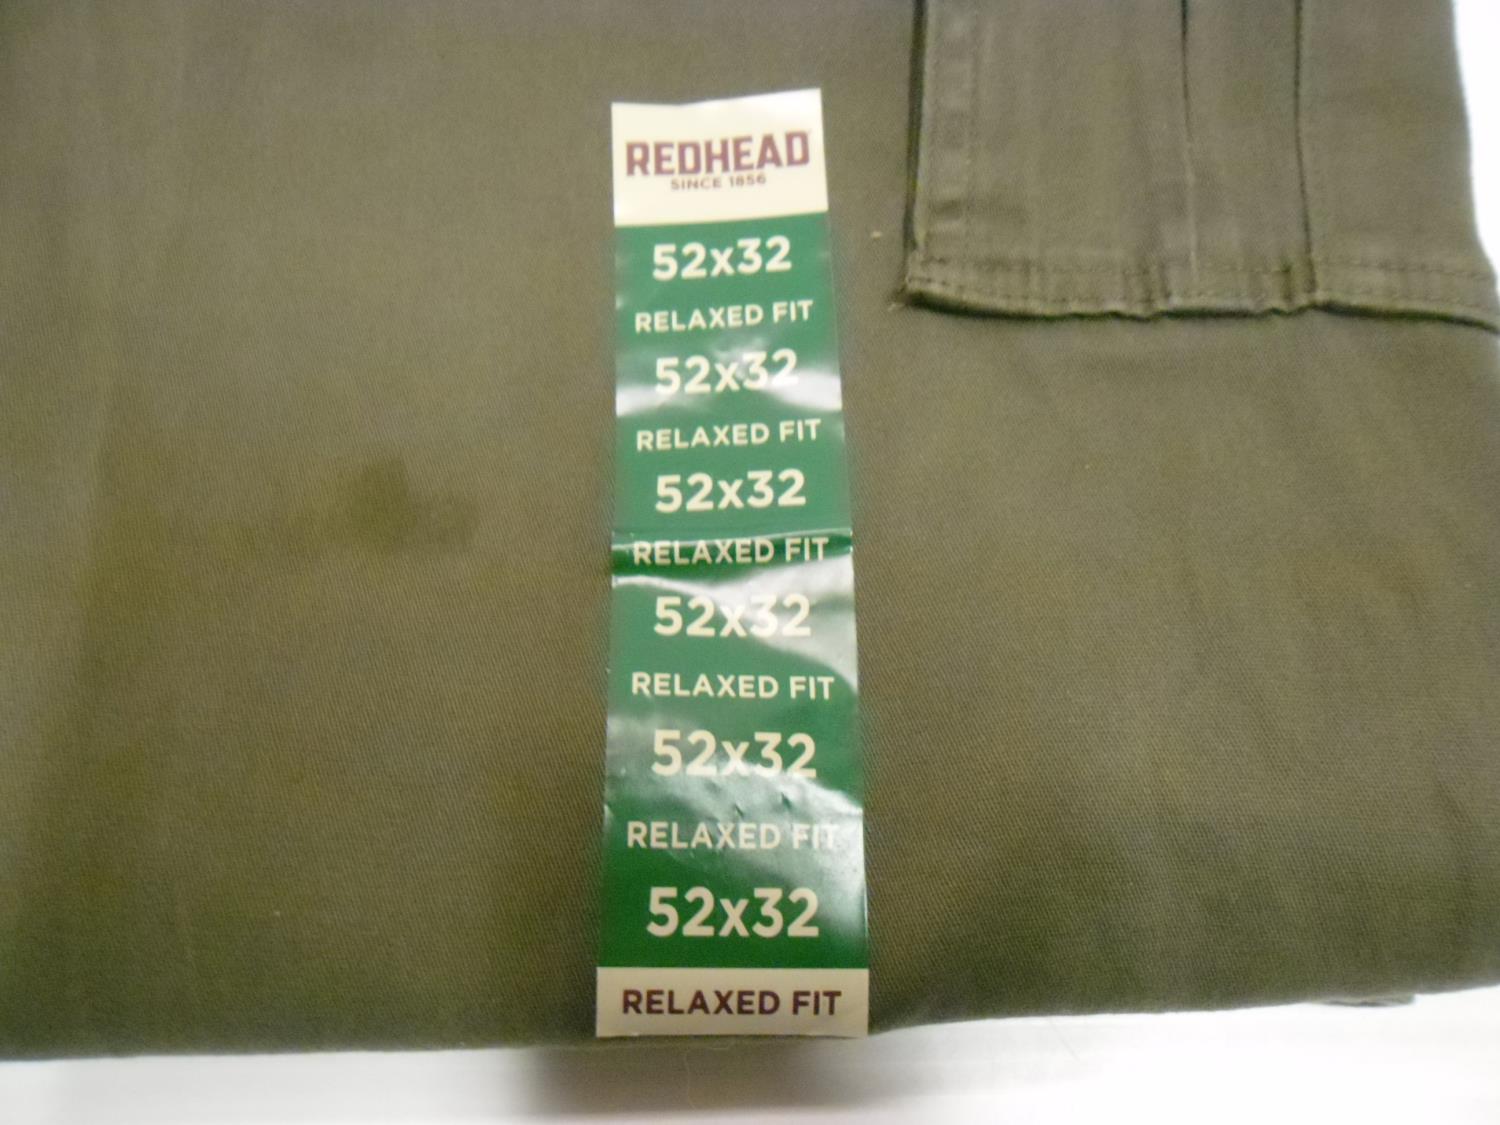 REDHEAD
SINCE 1856
52x32
RELAXED FIT
52x32
RELAXED FIT
52x32
RELAXED FIT
52x32
RELAXED FIT
52x32
RELAXED FIT
52x32
RELAXED FIT